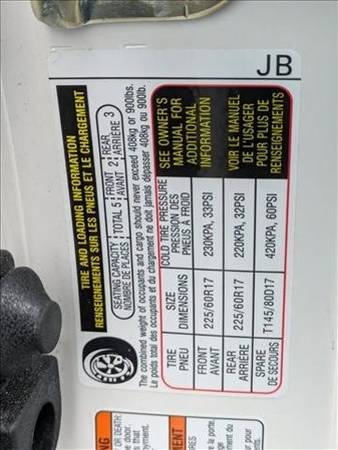 JB
TIRE AND LOADING INFORMATION
RENSEIGNEMENTS SUR LES PNEUS ET LE CHARGEMENT
SEATING CAPACITY TOTAL 5 FRONT 2 REAR 3
NOMBRE DE PLACES AVANT ARRIÈRE
The combined weight of occupants and cargo should never exceed 408kg or 900lbs.
Le poids total des occupants et du chargement ne doit jamais dépasser 408kg ou 900lb.
TIRE SIZE COLD TIRE PRESSURE SEE OWNER'S
PNEU DIMENSIONS PRESSION DES MANUAL FOR
PNEUS À FROID ADDITIONAL
INFORMATION
FRONT 225/60R17 230KPA, 33PSI
AVANT
REAR 225/60R17 220KPA, 32PSI VOIR LE MANUEL
ARRIÈRE DE L'USAGER
SPARE T145/80D17 420KPA, 60PSI POUR PLUS DE
DE SECOURS RENSEIGNEMENTS
OR DEATH:
door.